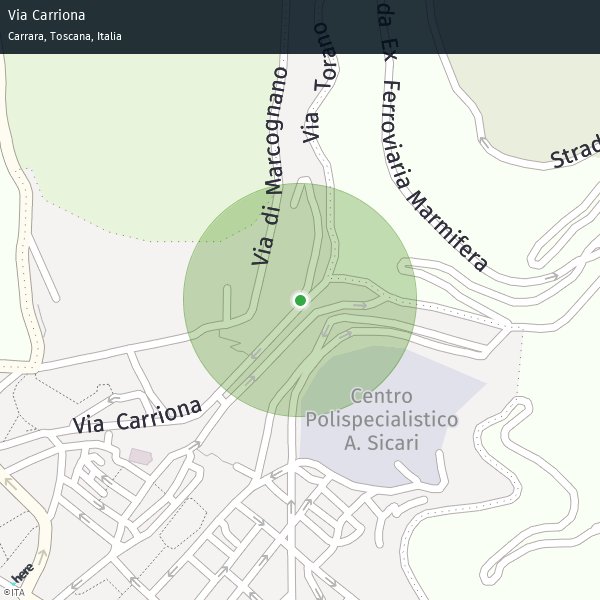 Via Carriona
Carrara, Toscana, Italia
Via Torano
da Ex Ferroviaria Marmifera
Strad
Via di Marcognano
Centro
Polispecialistico
A. Sicari
Via Carriona
here
©ITA